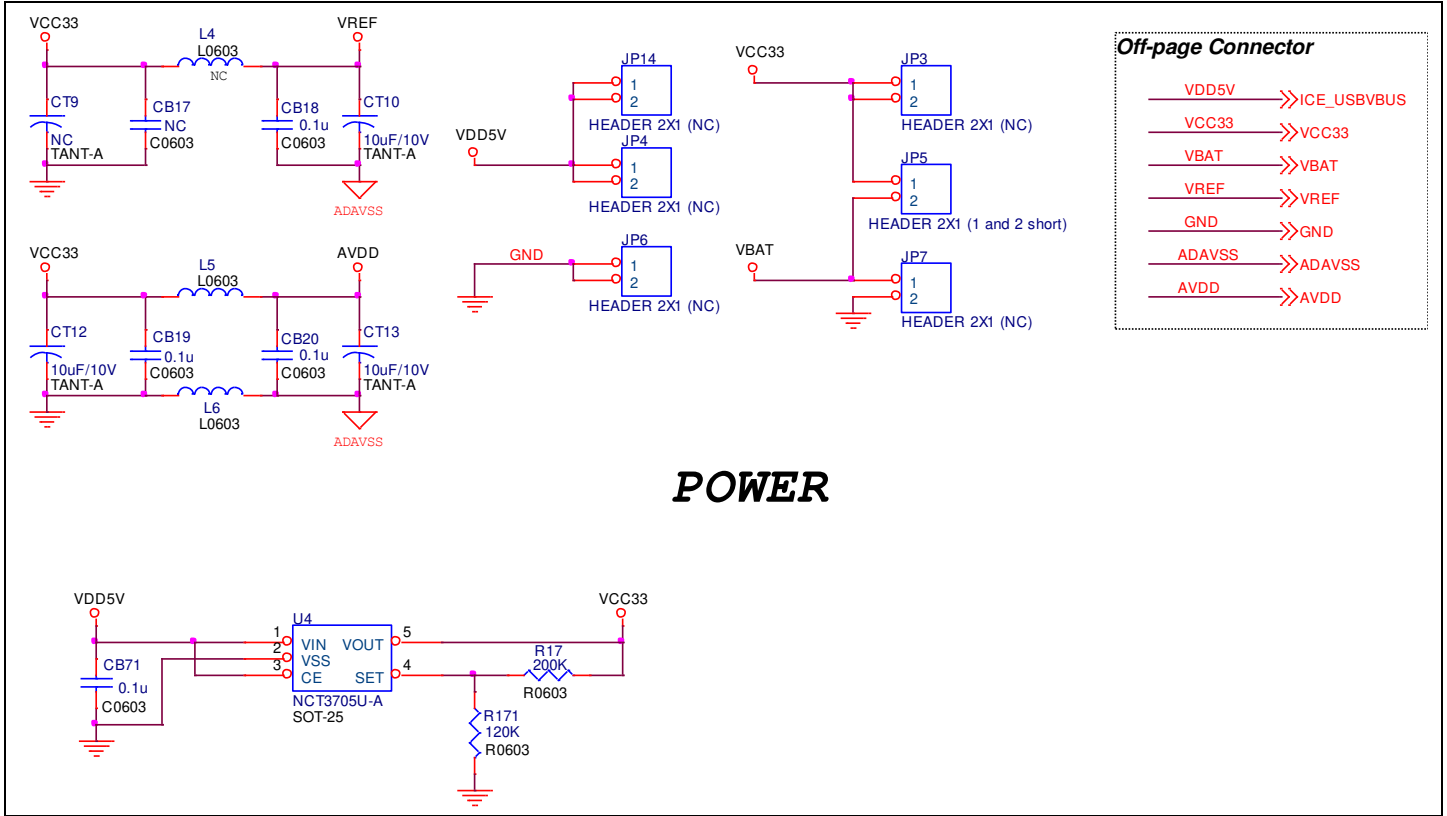 VCC33
L4
L0603
NC
VREF
CT9
NC
TANT-A
CB17
NC
C0603
CB18
0.1u
C0603
CT10
10uF/10V
TANT-A
ADAVSS
VCC33
L5
L0603
AVDD
CT12
10uF/10V
TANT-A
CB19
0.1u
C0603
CB20
0.1u
C0603
CT13
10uF/10V
TANT-A
L6
L0603
ADAVSS
VDD5V
JP14
1
2
HEADER 2X1 (NC)
JP4
1
2
HEADER 2X1 (NC)
GND
JP6
1
2
HEADER 2X1 (NC)
VCC33
JP3
1
2
HEADER 2X1 (NC)
JP5
1
2
HEADER 2X1 (1 and 2 short)
VBAT
JP7
1
2
HEADER 2X1 (NC)
Off-page Connector
VDD5V ICE_USBVBUS
VCC33 VCC33
VBAT VBAT
VREF VREF
GND GND
ADAVSS ADAVSS
AVDD AVDD
POWER
VDD5V
CB71
0.1u
C0603
U4
1 VIN VOUT 5
2 VSS
3 CE SET 4
NCT3705U-A
SOT-25
VCC33
R17
200K
R0603
R171
120K
R0603